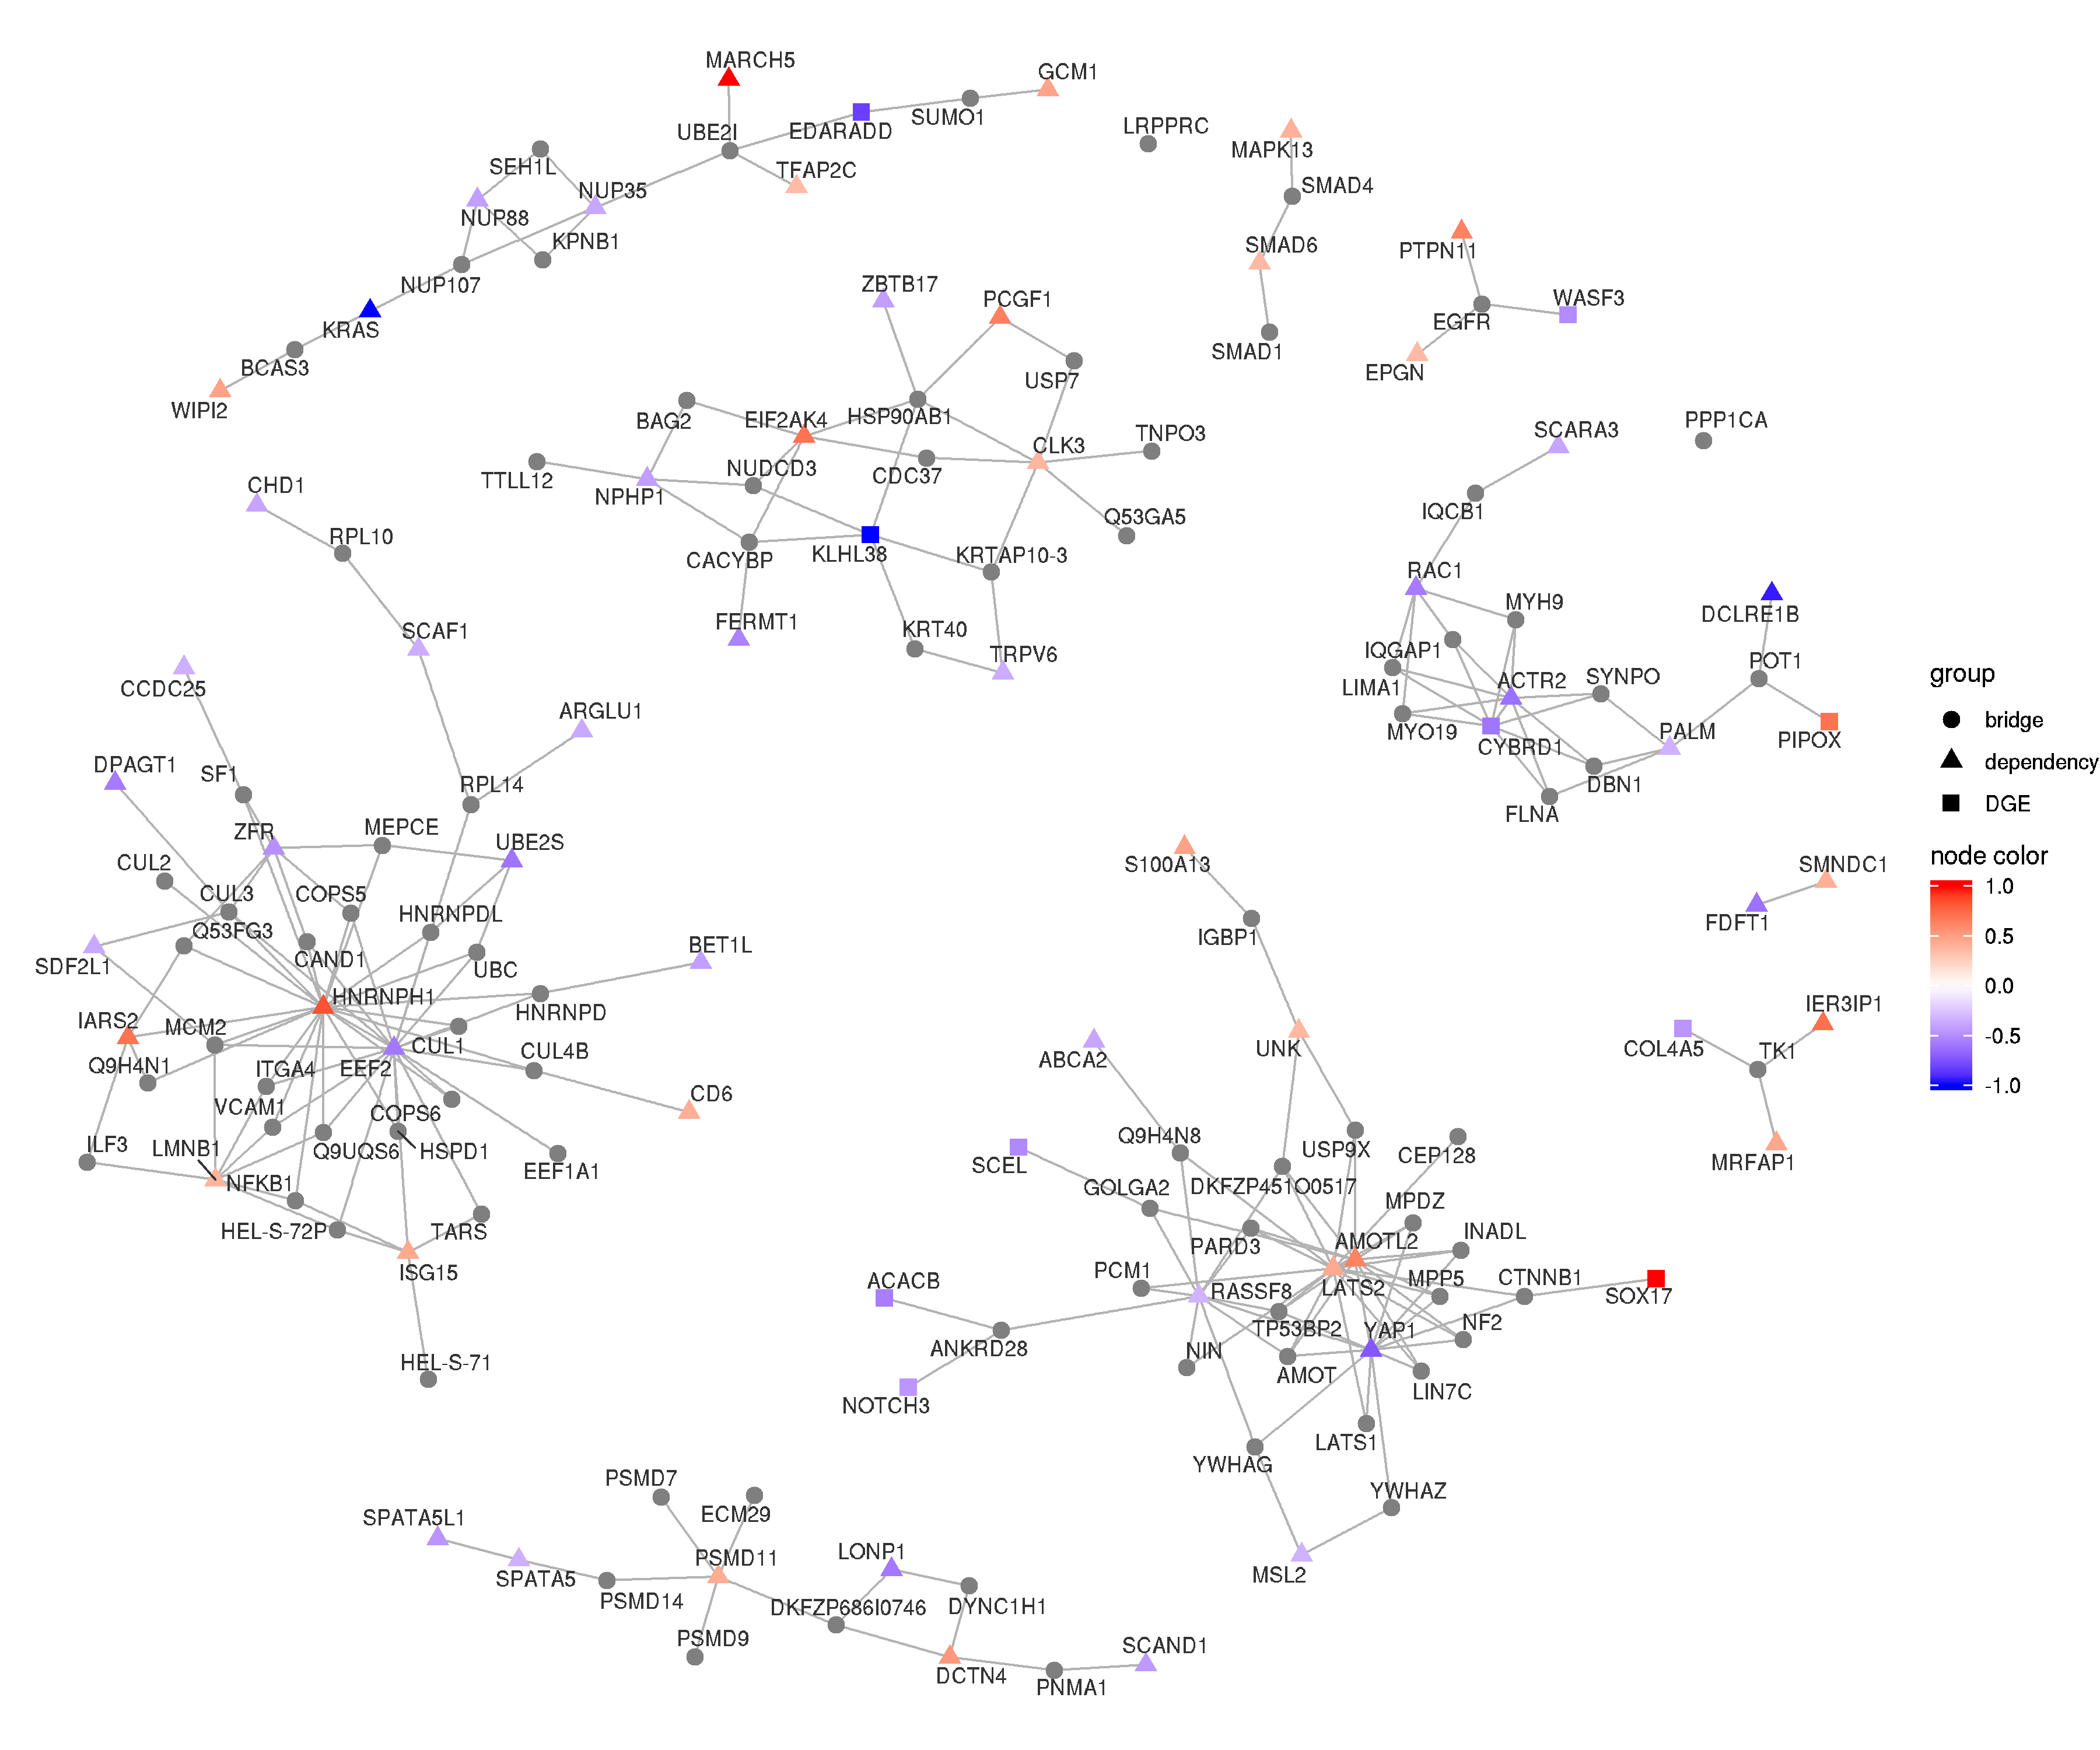 MARCH5
GCM1
UBE2I
EDARADD
SUMO1
LRPPRC
MAPK13
SEH1L
NUP35
TFAP2C
SMAD4
NUP88
KPNB1
SMAD6
PTPN11
NUP107
ZBTB17
PCGF1
WASF3
KRAS
EGFR
BCAS3
SMAD1
USP7
EPGN
WIPI2
BAG2
EIF2AK4
HSP90AB1
TNPO3
SCARA3
PPP1CA
CLK3
TTLL12
NUDCD3
CDC37
CHD1
NPHP1
IQCB1
Q53GA5
RPL10
CACYBP
KLHL38
KRTAP10-3
RAC1
MYH9
DCLRE1B
FERMT1
KRT40
SCAF1
TRPV6
IQGAP1
POT1
group
CCDC25
LIMA1
ACTR2
SYNPO
bridge
ARGLU1
MYO19
CYBRD1
PALM
PIPOX
dependency
DPAGT1
SF1
RPL14
DBN1
FLNA
DGE
ZFR
MEPCE
UBE2S
node color
CUL2
S100A13
SMNDC1
1.0
CUL3
COPS5
HNRNPDL
FDFT1
Q53FG3
IGBP1
0.5
SDF2L1
CAND1
UBC
BET1L
0.0
HNRNPH1
HNRNPD
IER3IP1
IARS2
MCM2
CUL1
CUL4B
UNK
COL4A5
TK1
-0.5
Q9H4N1
ITGA4
EEF2
ABCA2
-1.0
VCAM1
COPS6
CD6
ILF3
LMNB1
Q9UQS6
HSPD1
EEF1A1
SCEL
Q9H4N8
USP9X
CEP128
MRFAP1
NFKB1
GOLGA2
DKFZP451O0517
MPDZ
HEL-S-72P
TARS
PARD3
AMOTL2
INADL
ISG15
PCM1
RASSF8
LATS2
MPP5
CTNNB1
SOX17
ACACB
TP53BP2
YAP1
NF2
HEL-S-71
ANKRD28
NIN
AMOT
LIN7C
NOTCH3
LATS1
YWHAG
PSMD7
ECM29
YWHAZ
SPATA5L1
PSMD11
LONP1
SPATA5
MSL2
PSMD14
DKFZP686I0746
DYNC1H1
PSMD9
SCAND1
DCTN4
PNMA1